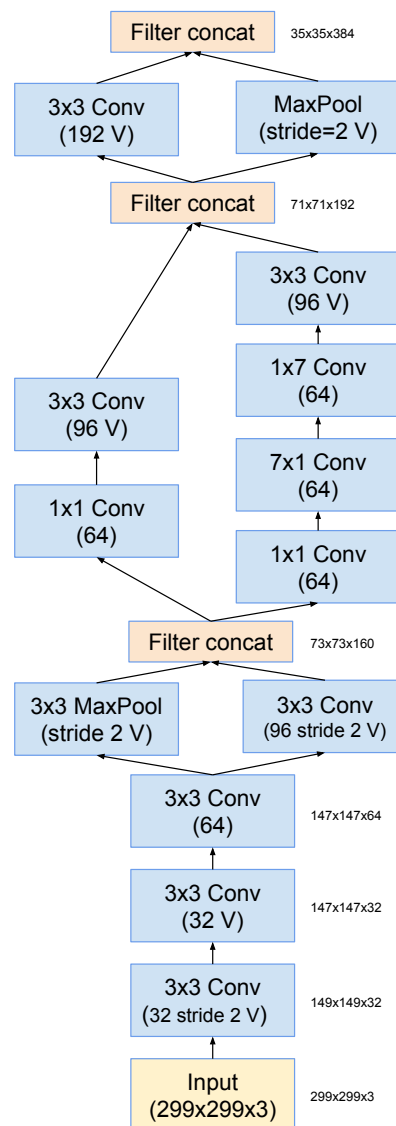 Filter concat
35x35x384
3x3 Conv
(192 V)
MaxPool
(stride=2 V)
Filter concat
71x71x192
3x3 Conv
(96 V)
1x7 Conv
(64)
3x3 Conv
(96 V)
7x1 Conv
(64)
1x1 Conv
(64)
1x1 Conv
(64)
Filter concat
73x73x160
3x3 MaxPool
(stride 2 V)
3x3 Conv
(96 stride 2 V)
3x3 Conv
(64)
147x147x64
3x3 Conv
(32 V)
147x147x32
3x3 Conv
(32 stride 2 V)
149x149x32
Input
(299x299x3)
299x299x3